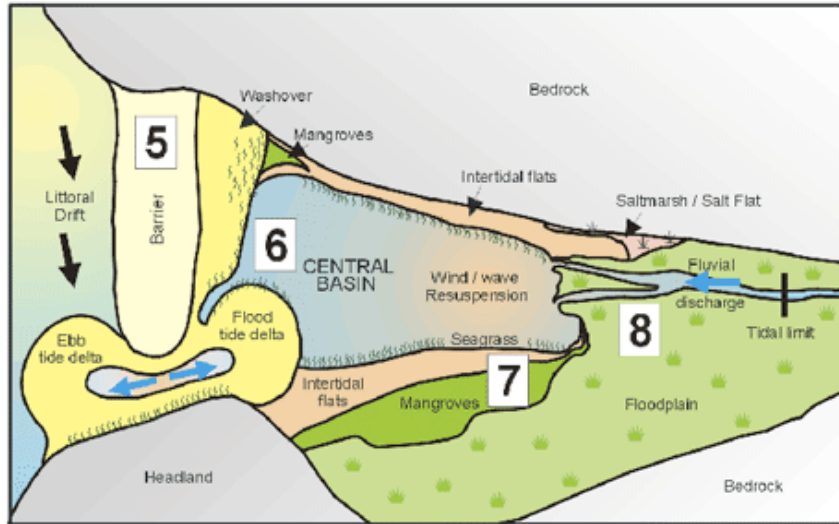 Washover
Bedrock
5
Mangroves
Littoral
Drift
Barrier
Intertidal flats
Saltmarsh / Salt Flat
6
CENTRAL
BASIN
Wind / wave
Resuspension
Fluvial
discharge
Tidal limit
Ebb
tide delta
Flood
tide delta
Seagrass
8
7
Intertidal
flats
Mangroves
Floodplain
Headland
Bedrock